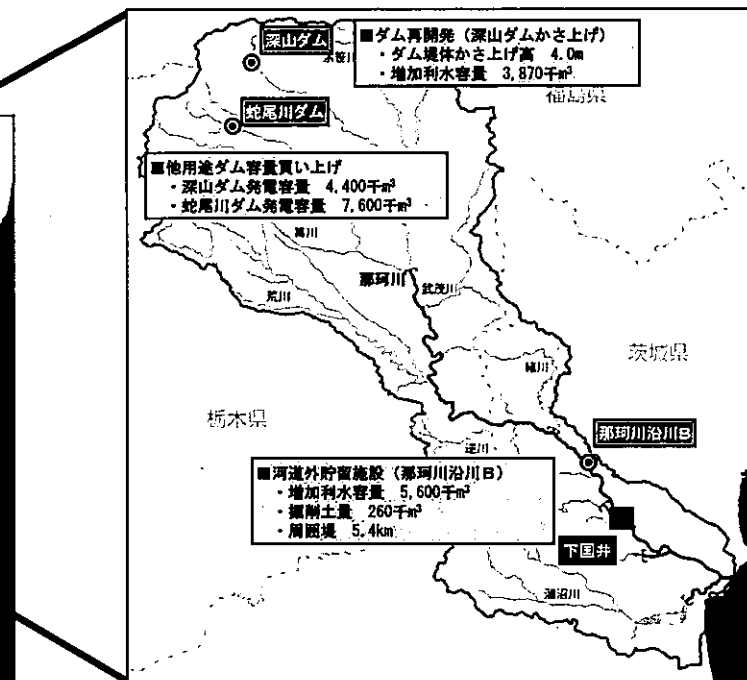 深山ダム
■ダム再開発（深山ダムかさ上げ）
・ダム堤体かさ上げ高 4.0m
・増加利水容量 3,870千m³
福島県
蛇尾川ダム
■他用途ダム容量買い上げ
・深山ダム発電容量 4,400千m³
・蛇尾川ダム発電容量 7,600千m³
箒川
那珂川
武茂川
荒川
茨城県
緒川
栃木県
那珂川沿川B
逆川
■河道外貯留施設（那珂川沿川B）
・増加利水容量 5,600千m³
・掘削土量 260千m³
・周囲堤 5.4km
下国井
涸沼川